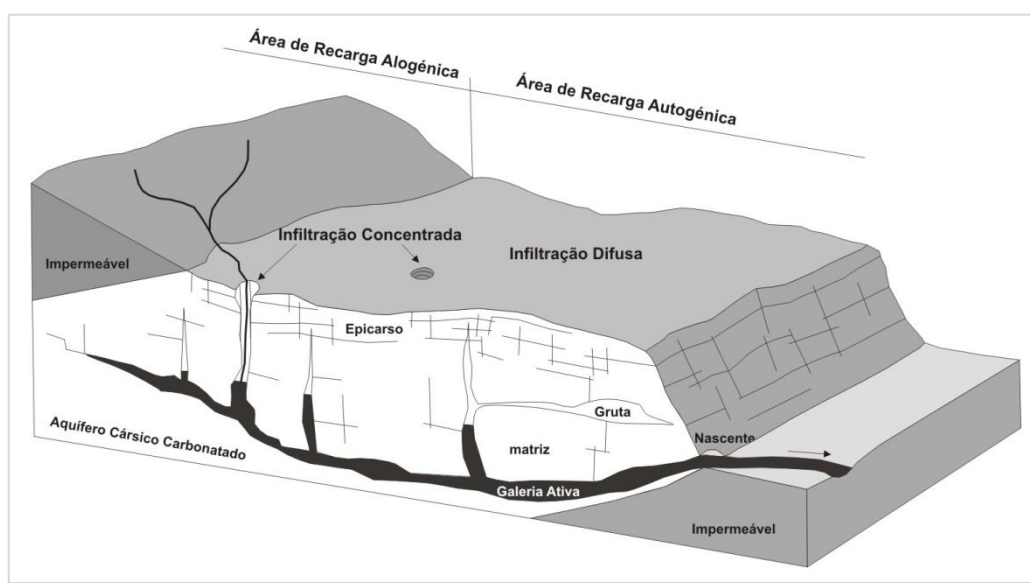 Área de Recarga Alogénica
Área de Recarga Autogénica
Infiltração Concentrada
Infiltração Difusa
Impermeável
Epicarso
Gruta
Nascente
Aquífero Cársico Carbonatado
matriz
Galeria Ativa
Impermeável